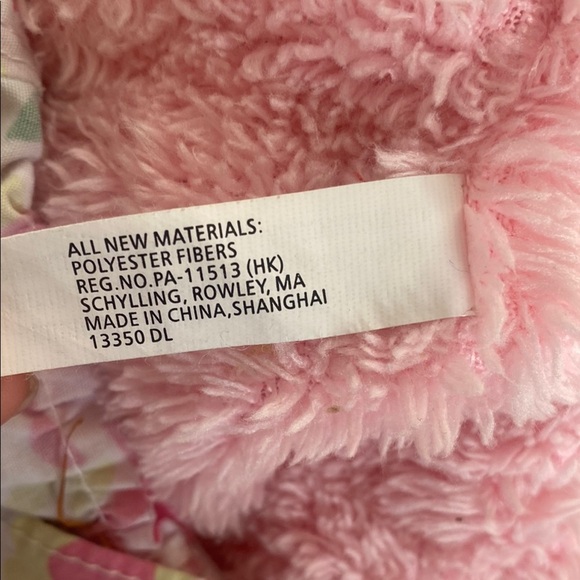 ALL NEW MATERIALS:
POLYESTER FIBERS
REG.NO.PA-11513 (HK)
SCHYLLING, ROWLEY, MA
MADE IN CHINA,SHANGHAI
13350 DL